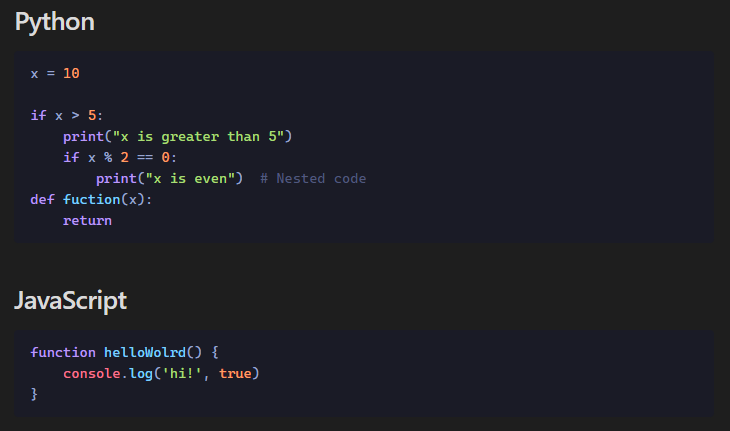 Python
x = 10
if x > 5:
    print("x is greater than 5")
    if x % 2 == 0:
        print("x is even")  # Nested code
def fuction(x):
    return
JavaScript
function helloWolrd() {
    console.log('hi!', true)
}